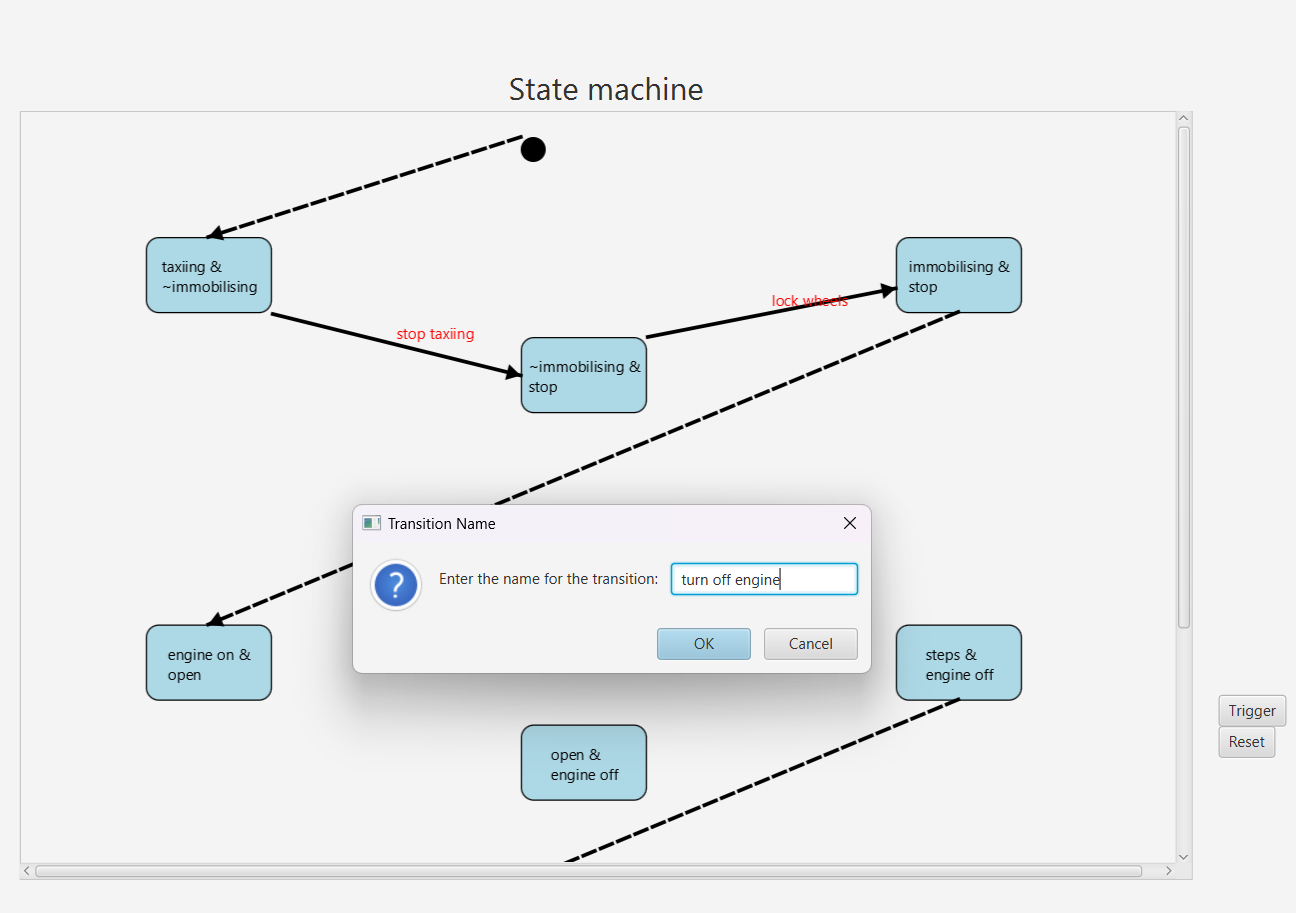 State machine
taxiing &
~immobilising
immobilising &
stop
lock wheels
stop taxiing
~immobilising &
stop
Transition Name
Enter the name for the transition: turn off engine
OK Cancel
engine on &
open
steps &
engine off
Trigger
Reset
open &
engine off